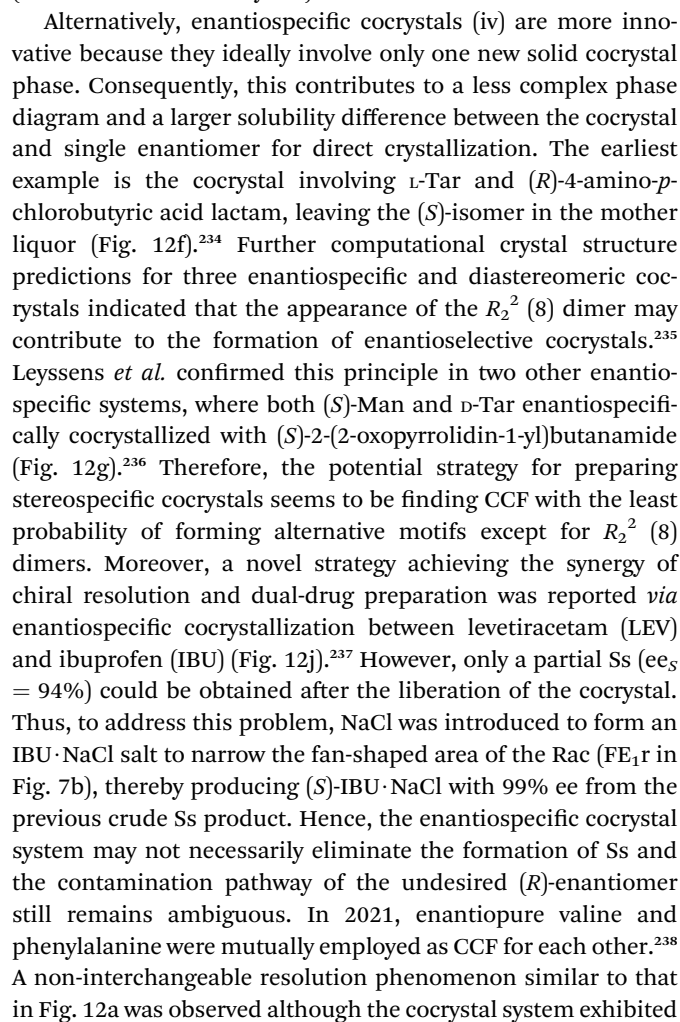 Alternatively, enantiospecific cocrystals (iv) are more inno-
vative because they ideally involve only one new solid cocrystal
phase. Consequently, this contributes to a less complex phase
diagram and a larger solubility difference between the cocrystal
and single enantiomer for direct crystallization. The earliest
example is the cocrystal involving L-Tar and (R)-4-amino-p-
chlorobutyric acid lactam, leaving the (S)-isomer in the mother
liquor (Fig. 12f).²³⁴ Further computational crystal structure
predictions for three enantiospecific and diastereomeric coc-
rystals indicated that the appearance of the R₂² (8) dimer may
contribute to the formation of enantioselective cocrystals.²³⁵
Leyssens et al. confirmed this principle in two other enantio-
specific systems, where both (S)-Man and D-Tar enantiospecifi-
cally cocrystallized with (S)-2-(2-oxopyrrolidin-1-yl)butanamide
(Fig. 12g).²³⁶ Therefore, the potential strategy for preparing
stereospecific cocrystals seems to be finding CCF with the least
probability of forming alternative motifs except for R₂² (8)
dimers. Moreover, a novel strategy achieving the synergy of
chiral resolution and dual-drug preparation was reported via
enantiospecific cocrystallization between levetiracetam (LEV)
and ibuprofen (IBU) (Fig. 12j).²³⁷ However, only a partial Ss (eeS
= 94%) could be obtained after the liberation of the cocrystal.
Thus, to address this problem, NaCl was introduced to form an
IBU·NaCl salt to narrow the fan-shaped area of the Rac (FE₁r in
Fig. 7b), thereby producing (S)-IBU·NaCl with 99% ee from the
previous crude Ss product. Hence, the enantiospecific cocrystal
system may not necessarily eliminate the formation of Ss and
the contamination pathway of the undesired (R)-enantiomer
still remains ambiguous. In 2021, enantiopure valine and
phenylalanine were mutually employed as CCF for each other.²³⁸
A non-interchangeable resolution phenomenon similar to that
in Fig. 12a was observed although the cocrystal system exhibited